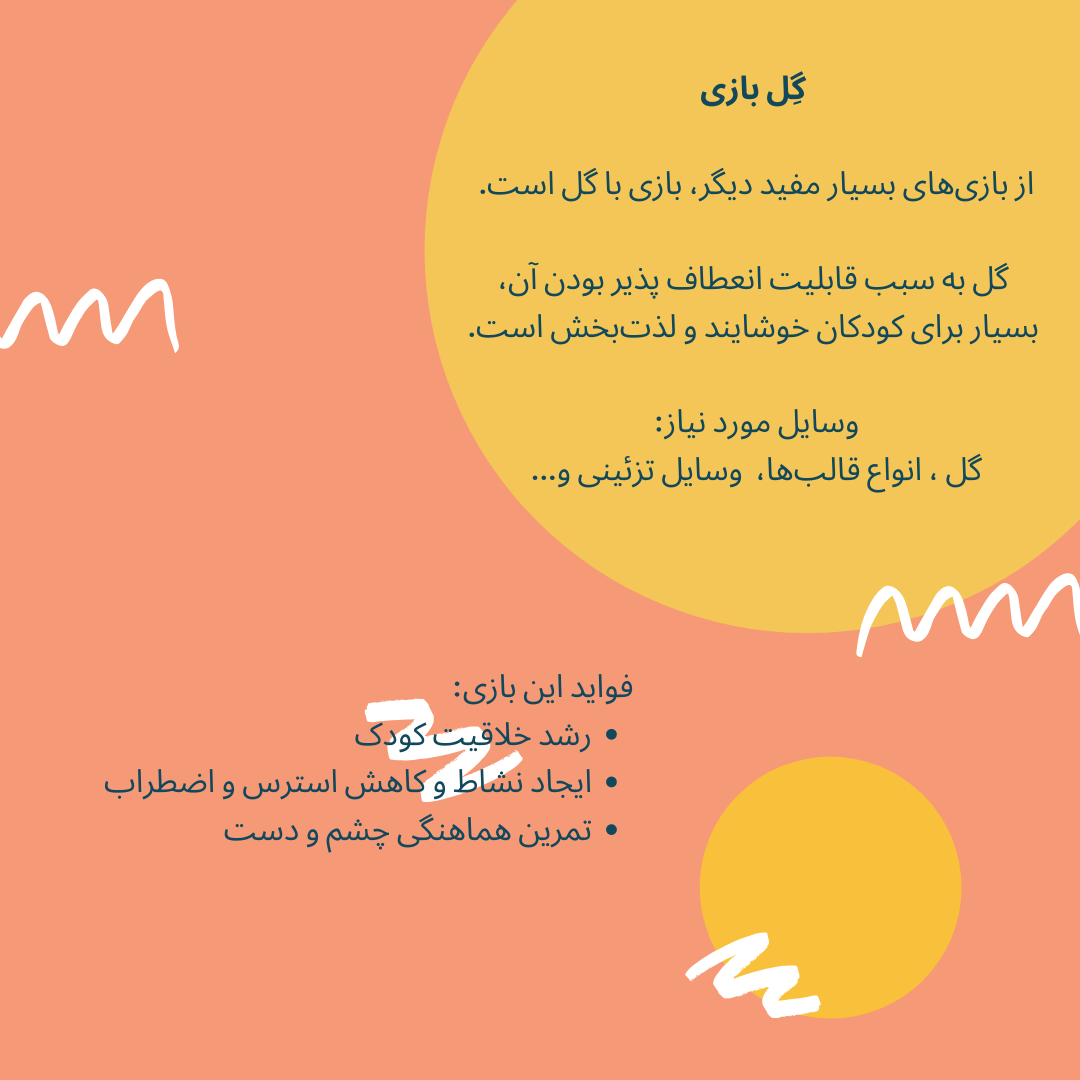 گِل بازی
از بازی‌های بسیار مفید دیگر، بازی با گل است.
گل به سبب قابلیت انعطاف پذیر بودن آن،
بسیار برای کودکان خوشایند و لذت‌بخش است.
وسایل مورد نیاز:
گل ، انواع قالب‌ها، وسایل تزئینی و...
فواید این بازی:
• رشد خلاقیت کودک
• ایجاد نشاط و کاهش استرس و اضطراب
• تمرین هماهنگی چشم و دست